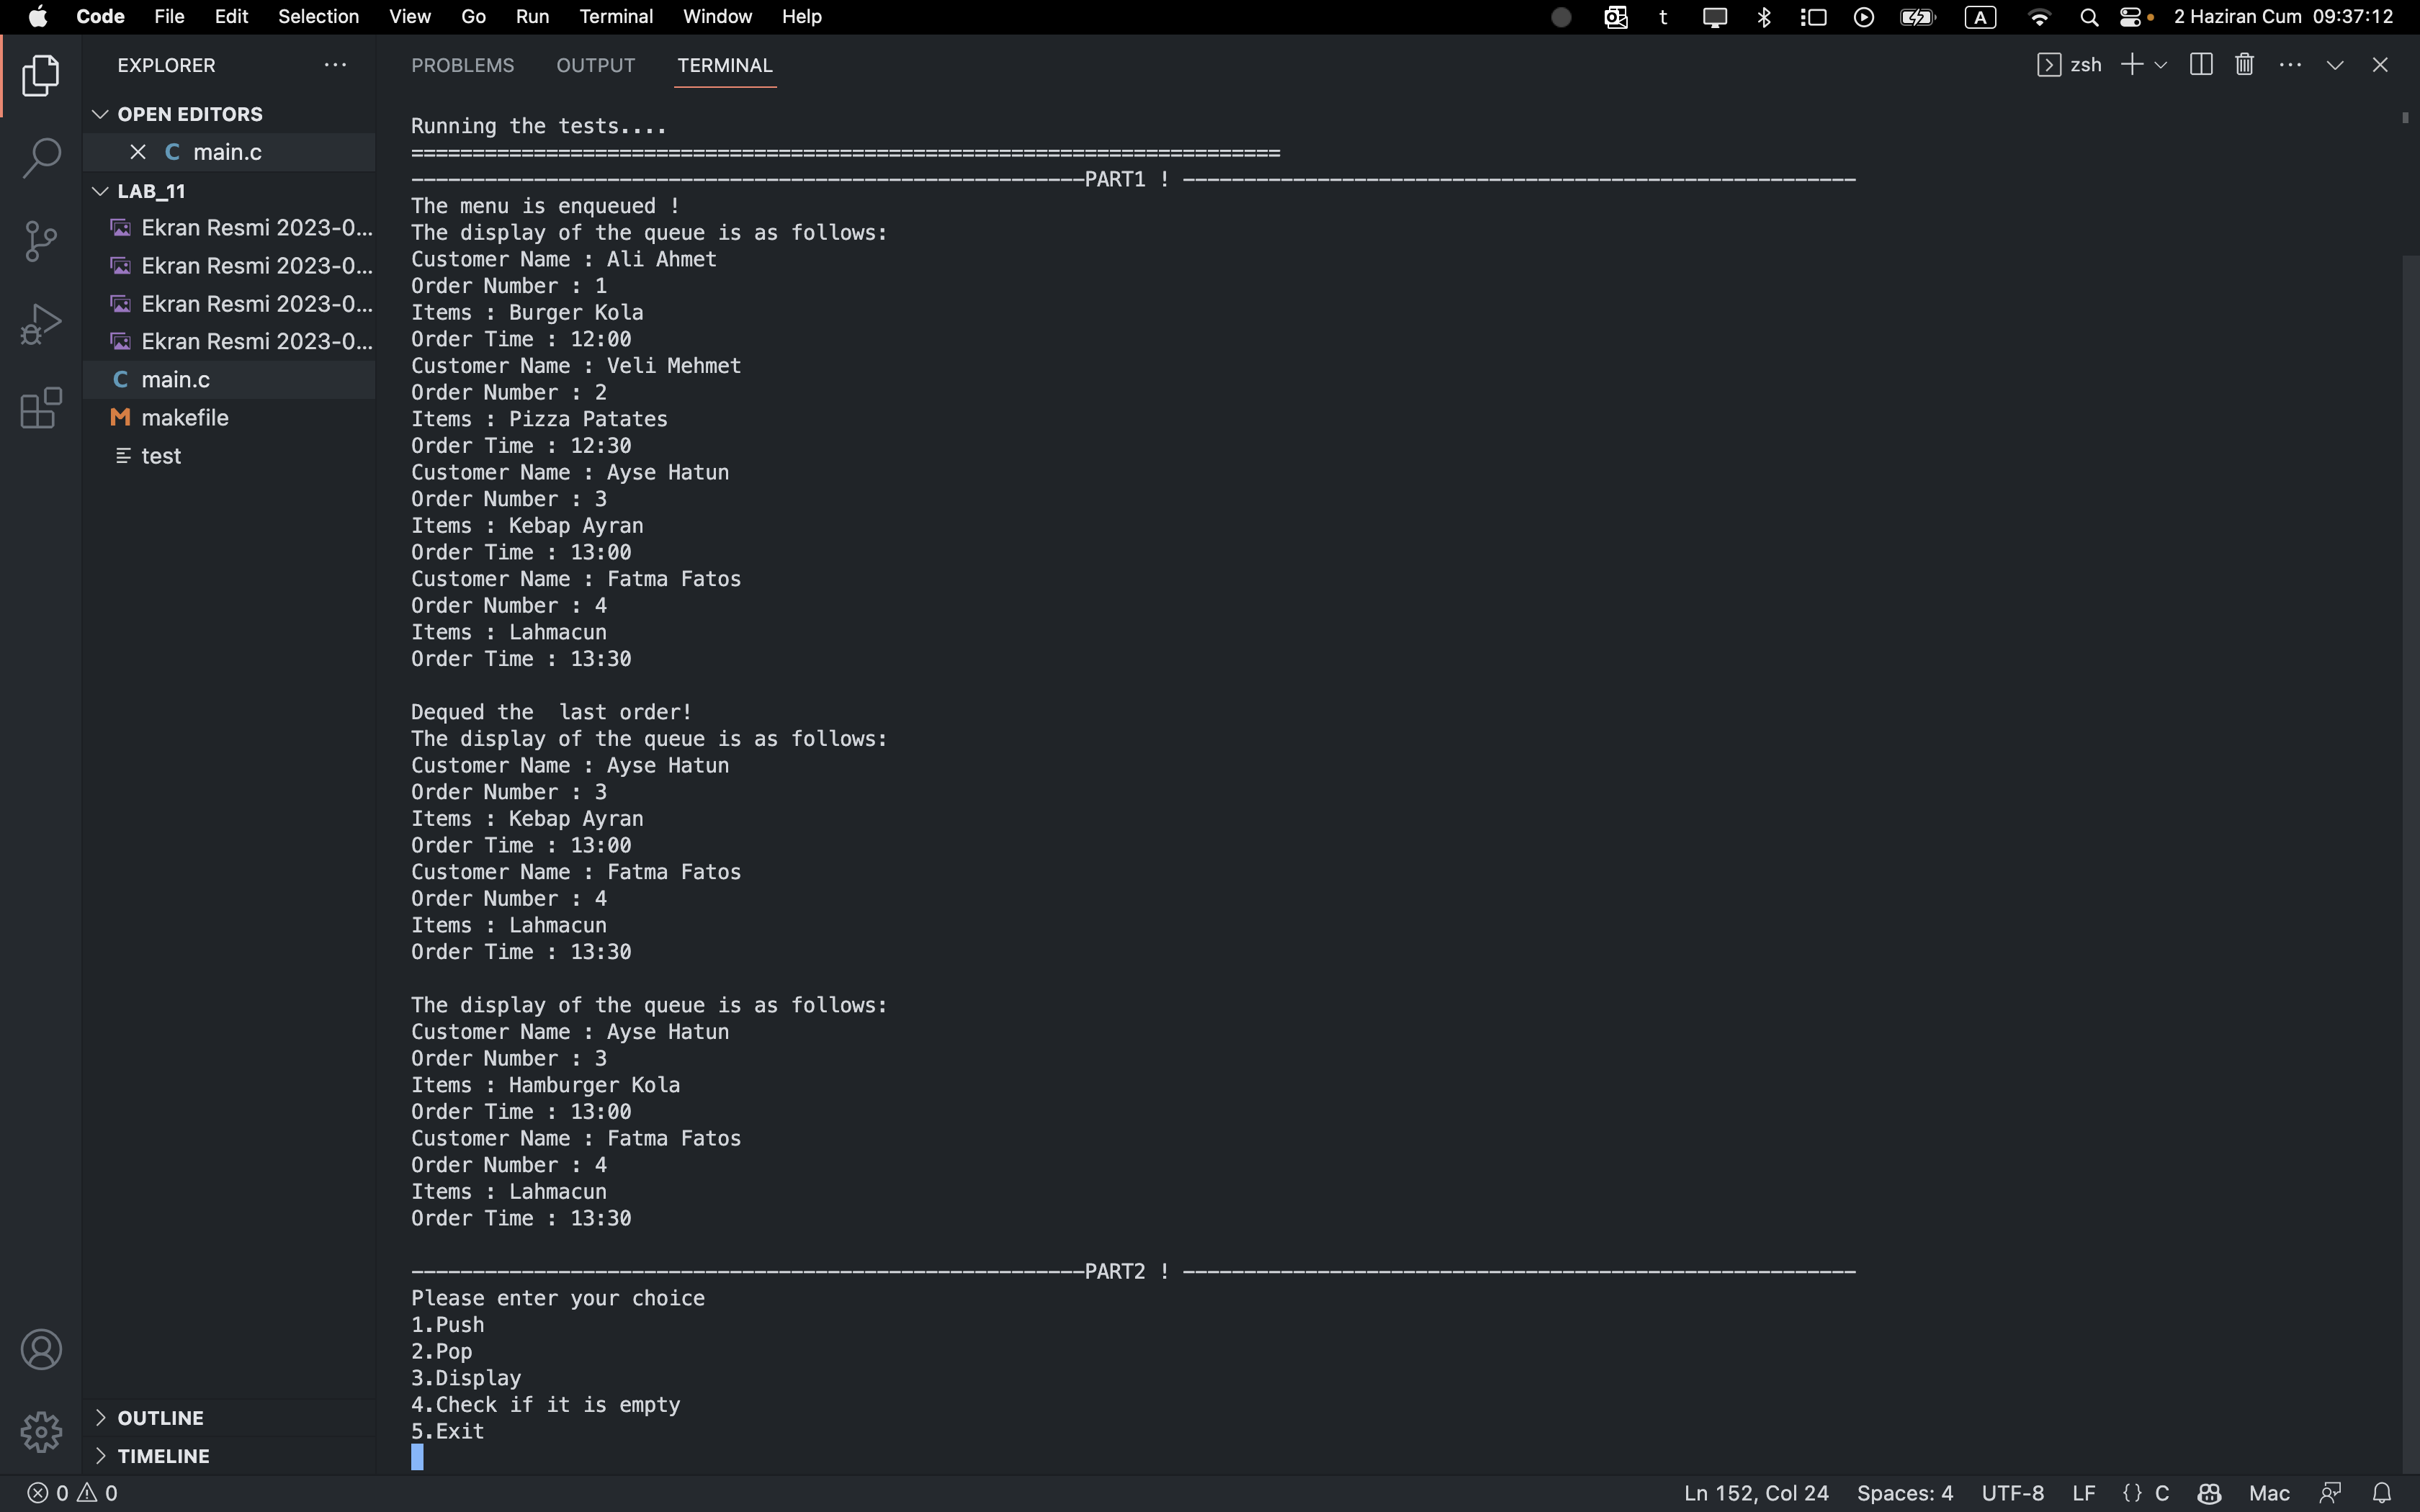 Code File Edit Selection View Go Run Terminal Window Help t A 2 Haziran Cum 09:37:12
EXPLORER ...
OPEN EDITORS
C main.c
LAB_11
Ekran Resmi 2023-0...
Ekran Resmi 2023-0...
Ekran Resmi 2023-0...
Ekran Resmi 2023-0...
C main.c
M makefile
test
OUTLINE
TIMELINE
PROBLEMS OUTPUT TERMINAL zsh
Running the tests....
=======================================================================
-------------------------------------------------------PART1 ! -------------------------------------------------------
The menu is enqueued !
The display of the queue is as follows:
Customer Name : Ali Ahmet
Order Number : 1
Items : Burger Kola
Order Time : 12:00
Customer Name : Veli Mehmet
Order Number : 2
Items : Pizza Patates
Order Time : 12:30
Customer Name : Ayse Hatun
Order Number : 3
Items : Kebap Ayran
Order Time : 13:00
Customer Name : Fatma Fatos
Order Number : 4
Items : Lahmacun
Order Time : 13:30
Dequed the  last order!
The display of the queue is as follows:
Customer Name : Ayse Hatun
Order Number : 3
Items : Kebap Ayran
Order Time : 13:00
Customer Name : Fatma Fatos
Order Number : 4
Items : Lahmacun
Order Time : 13:30
The display of the queue is as follows:
Customer Name : Ayse Hatun
Order Number : 3
Items : Hamburger Kola
Order Time : 13:00
Customer Name : Fatma Fatos
Order Number : 4
Items : Lahmacun
Order Time : 13:30
-------------------------------------------------------PART2 ! -------------------------------------------------------
Please enter your choice
1.Push
2.Pop
3.Display
4.Check if it is empty
5.Exit
0 0 Ln 152, Col 24 Spaces: 4 UTF-8 LF {} C Mac